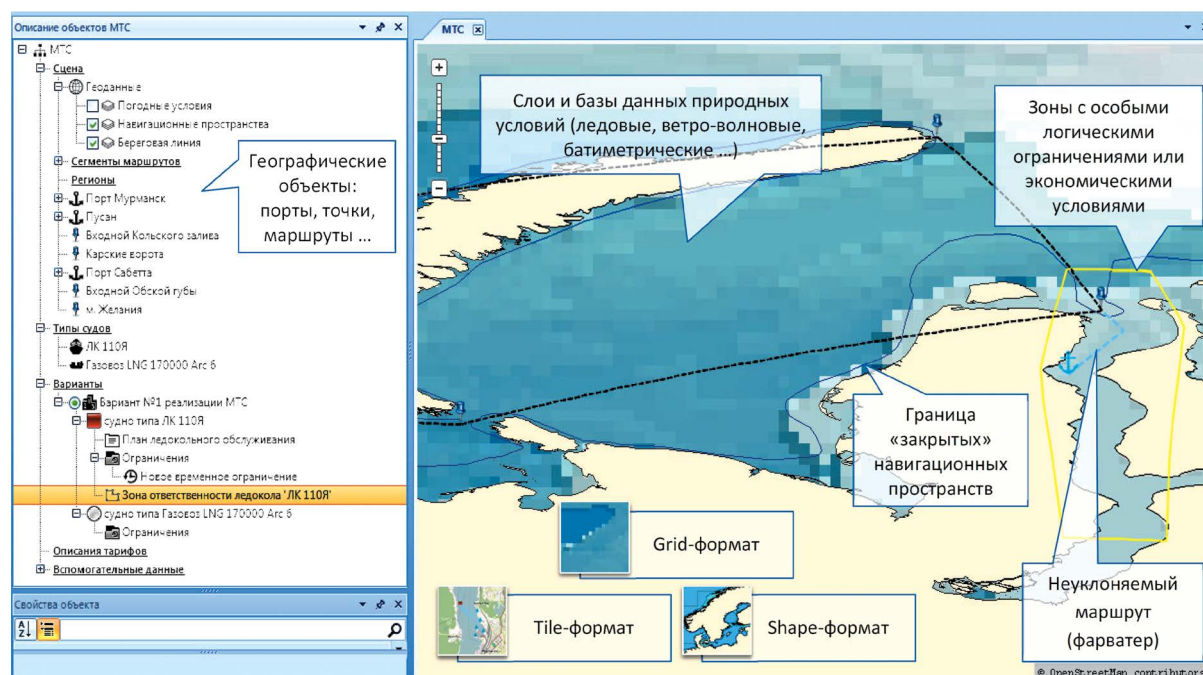 Описание объектов МТС
МТС
Сцена
Геоданные
Погодные условия
Навигационные пространства
Береговая линия
Сегменты маршрутов
Регионы
Порт Мурманск
Пусан
Входной Кольского залива
Карские ворота
Порт Сабетта
Входной Обской губы
м. Желания
Типы судов
ЛК 110Я
Газовоз LNG 170000 Arc 6
Варианты
Вариант №1 реализации МТС
судно типа ЛК 110Я
План ледокольного обслуживания
Ограничения
Новое временное ограничение
Зона ответственности ледокола 'ЛК 110Я'
судно типа Газовоз LNG 170000 Arc 6
Ограничения
Описания тарифов
Вспомогательные данные
Географические
объекты:
порты, точки,
маршруты ...
Свойства объекта
МТС
Слои и базы данных природных
условий (ледовые, ветро-волновые,
батиметрические ...)
Зоны с особыми
логическими
ограничениями или
экономическими
условиями
Граница
«закрытых»
навигационных
пространств
Неуклоняемый
маршрут
(фарватер)
Grid-формат
Tile-формат
Shape-формат
© OpenStreetMap contributors